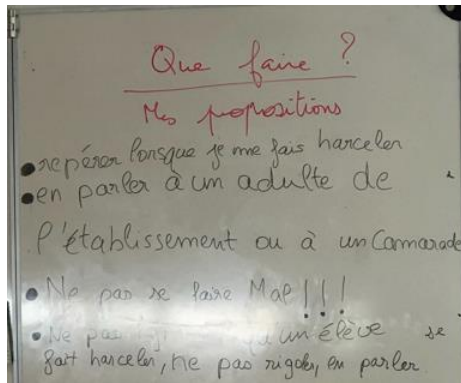 Que faire ?
Mes propositions
• repérer lorsque je me fais harceler
• en parler à un adulte de
l'établissement ou à un Camarade
• Ne pas se faire Mal !!!
• Ne pas qu'un élève se
fait harceler, ne pas rigoler, en parler.